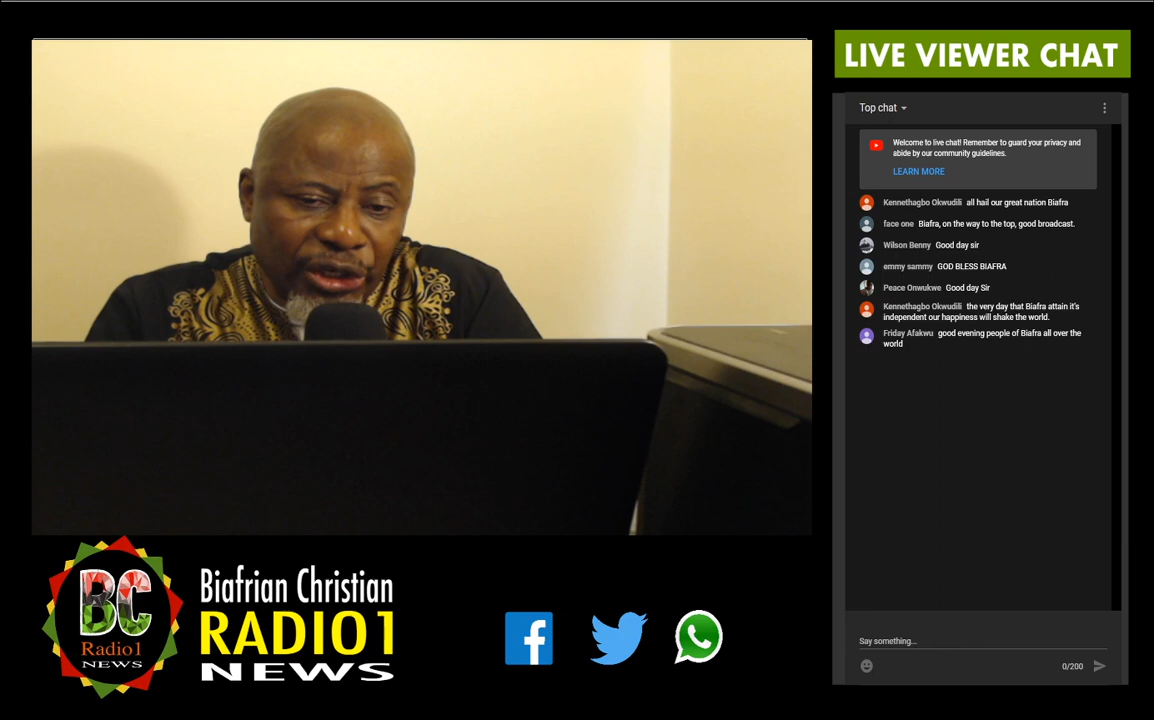 LIVE VIEWER CHAT
Top chat
Welcome to live chat! Remember to guard your privacy and
abide by our community guidelines.
LEARN MORE
Kennethagbo Okwudili all hail our great nation Biafra
face one Biafra, on the way to the top, good broadcast.
Wilson Benny Good day sir
emmy sammy GOD BLESS BIAFRA
Peace Onwukwe Good day Sir
Kennethagbo Okwudili the very day that Biafra attain it's
independent our happiness will shake the world.
Friday Afakwu good evening people of Biafra all over the
world
Say something...
0/200
BC
Radio1
NEWS
Biafrian Christian
RADIO1
NEWS